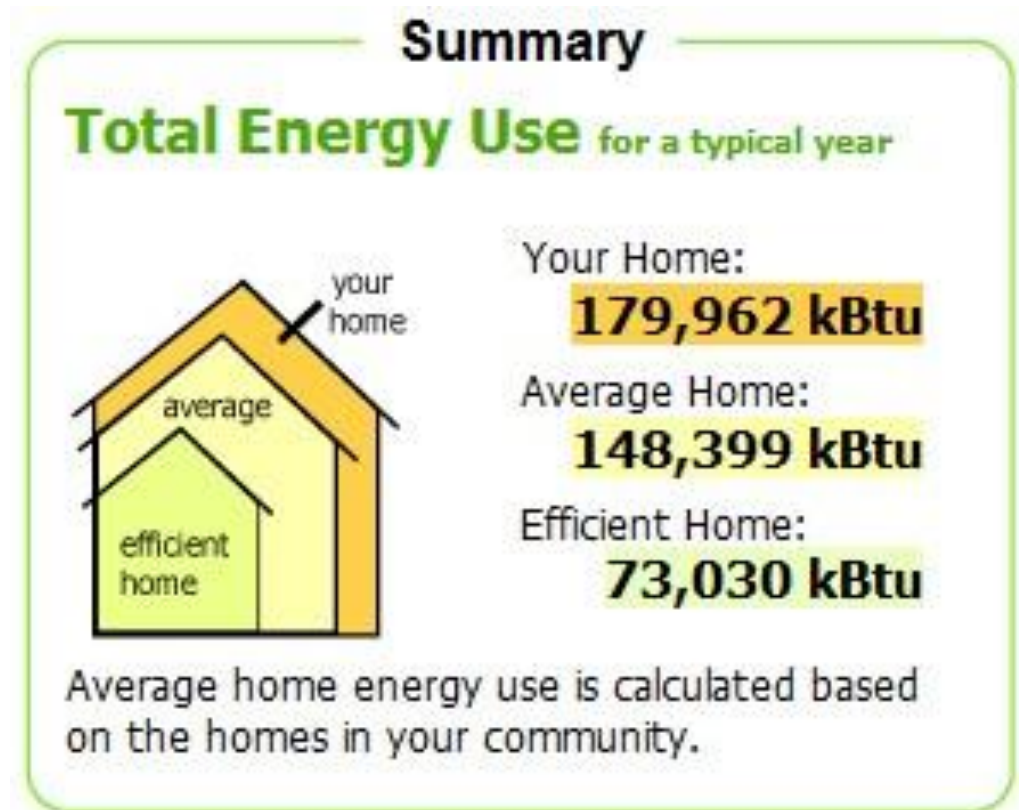 Summary
Total Energy Use for a typical year
your
home
average
efficient
home
Your Home:
179,962 kBtu
Average Home:
148,399 kBtu
Efficient Home:
73,030 kBtu
Average home energy use is calculated based
on the homes in your community.